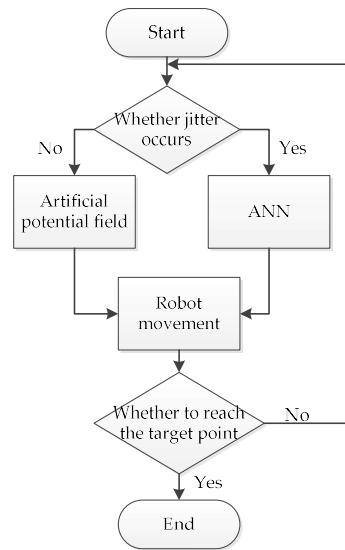 Start
Whether jitter
occurs
No
Yes
Artificial
potential field
ANN
Robot
movement
Whether to reach
the target point
No
Yes
End